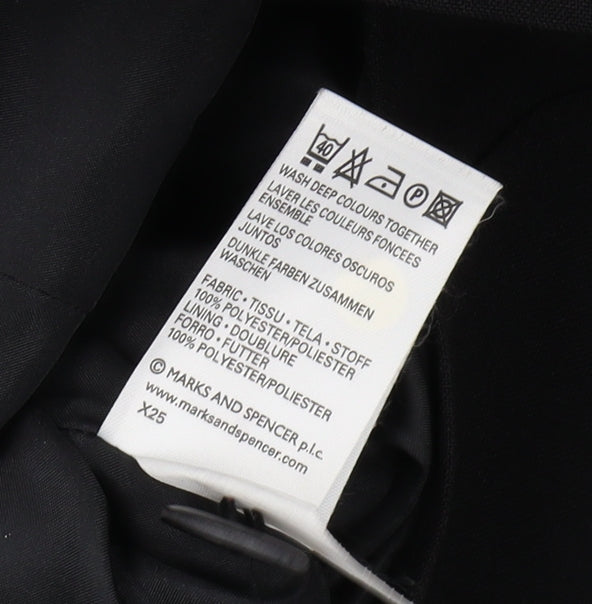 40 P
WASH DEEP COLOURS TOGETHER
LAVER LES COULEURS FONCEES
ENSEMBLE
LAVE LOS COLORES OSCUROS
JUNTOS
DUNKLE FARBEN ZUSAMMEN
WASCHEN
FABRIC · TISSU · TELA · STOFF
100% POLYESTER/POLIESTER
LINING · DOUBLURE
FORRO · FUTTER
100% POLYESTER/POLIESTER
© MARKS AND SPENCER p.l.c.
www.marksandspencer.com
X25